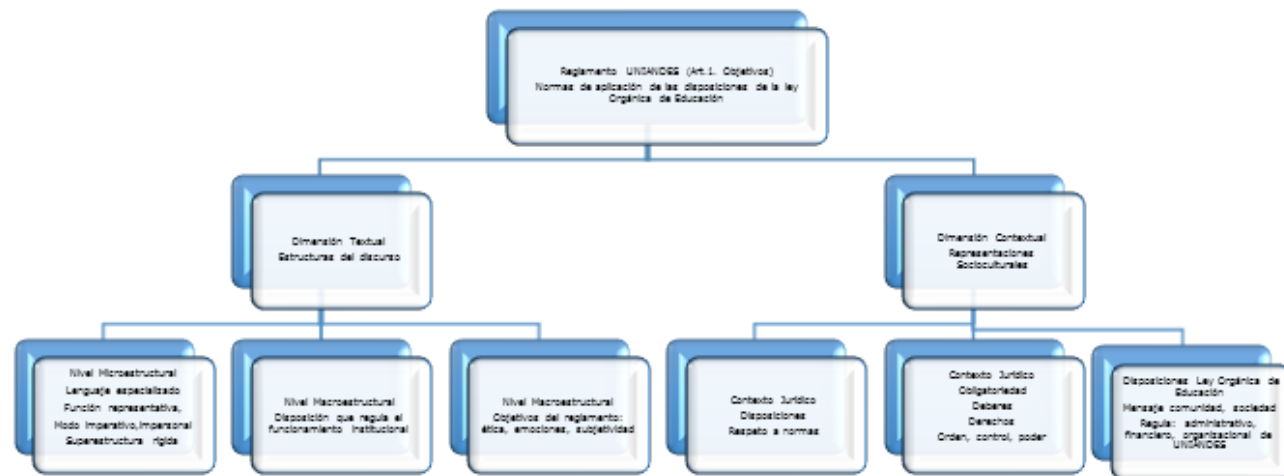 Reglamento UNIANDES (Art.1. Objetivos)
Normas de aplicación de las disposiciones de la ley
Orgánica de Educación
Dimensión Textual
Estructuras del discurso
Dimensión Contextual
Representaciones
Socioculturales
Nivel Microestructural
Lenguaje especializado
Función representativa,
Modo imperativo,impersonal
Superestructura rígida
Nivel Macroestructural
Disposición que regula el
funcionamiento institucional
Nivel Macroestructural
Objetivos del reglamento:
ética, emociones, subjetividad
Contexto Jurídico
Disposiciones
Respeto a normas
Contexto Jurídico
Obligatoriedad
Deberes
Derechos
Orden, control, poder
Disposiciones Ley Orgánica de
Educación
Mensaje comunidad, sociedad
Regula: administrativo,
financiero, organizacional de
UNIANDES